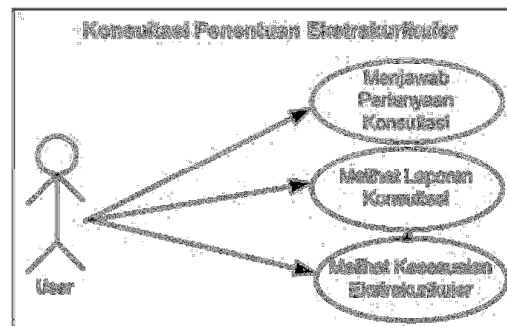 Konsultasi Penentuan Ekstrakurikuler
Menjawab
Pertanyaan
Konsultasi
Melihat Laporan
Konsultasi
Melihat Kesesuaian
Ekstrakurikuler
User